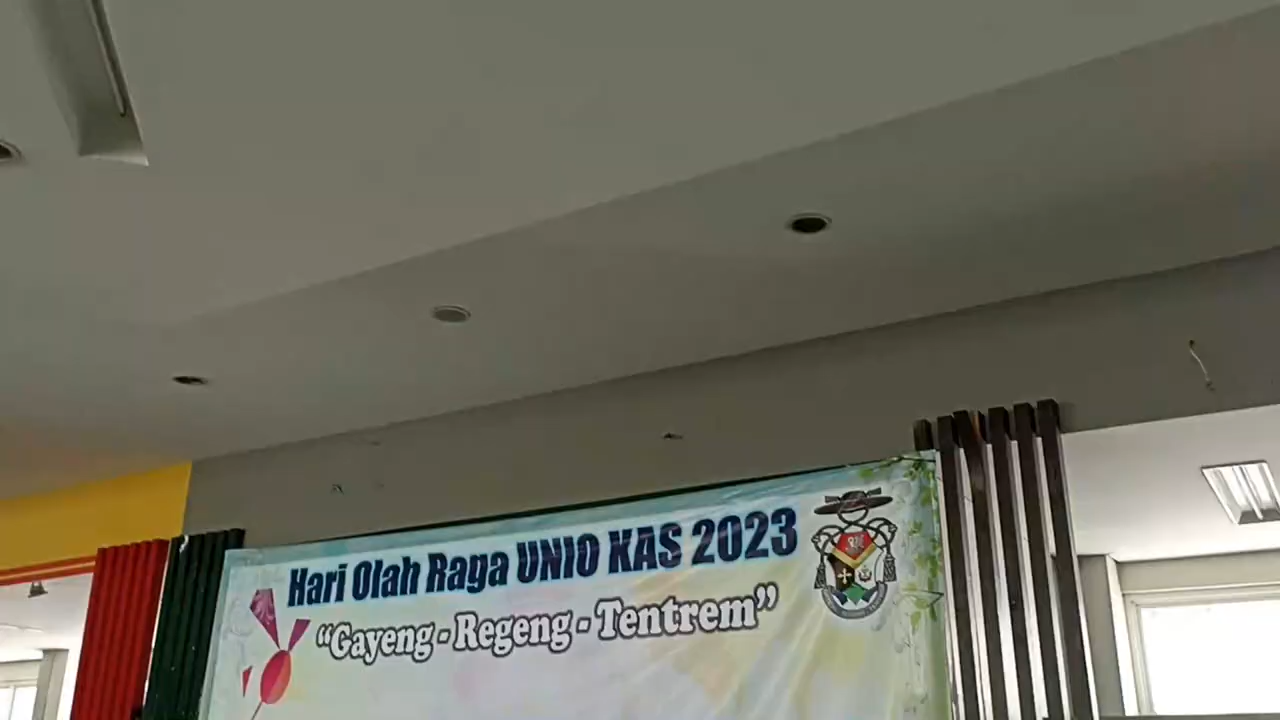 Hari Olah Raga UNIO KAS 2023
“Gayeng - Regeng - Tentrem”